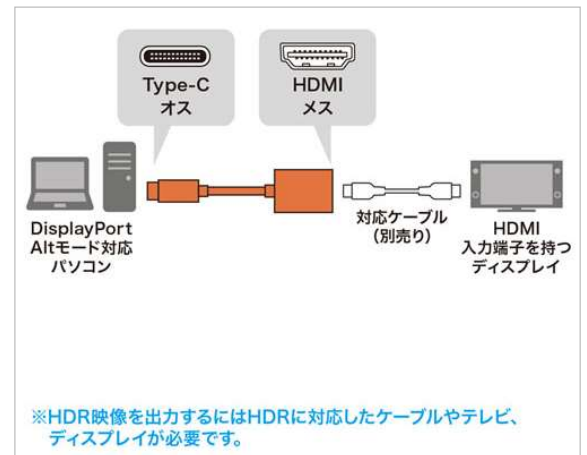 Type-C
オス
HDMI
メス
DisplayPort
Altモード対応
パソコン
対応ケーブル
（別売り）
HDMI
入力端子を持つ
ディスプレイ
※HDR映像を出力するにはHDRに対応したケーブルやテレビ、
ディスプレイが必要です。